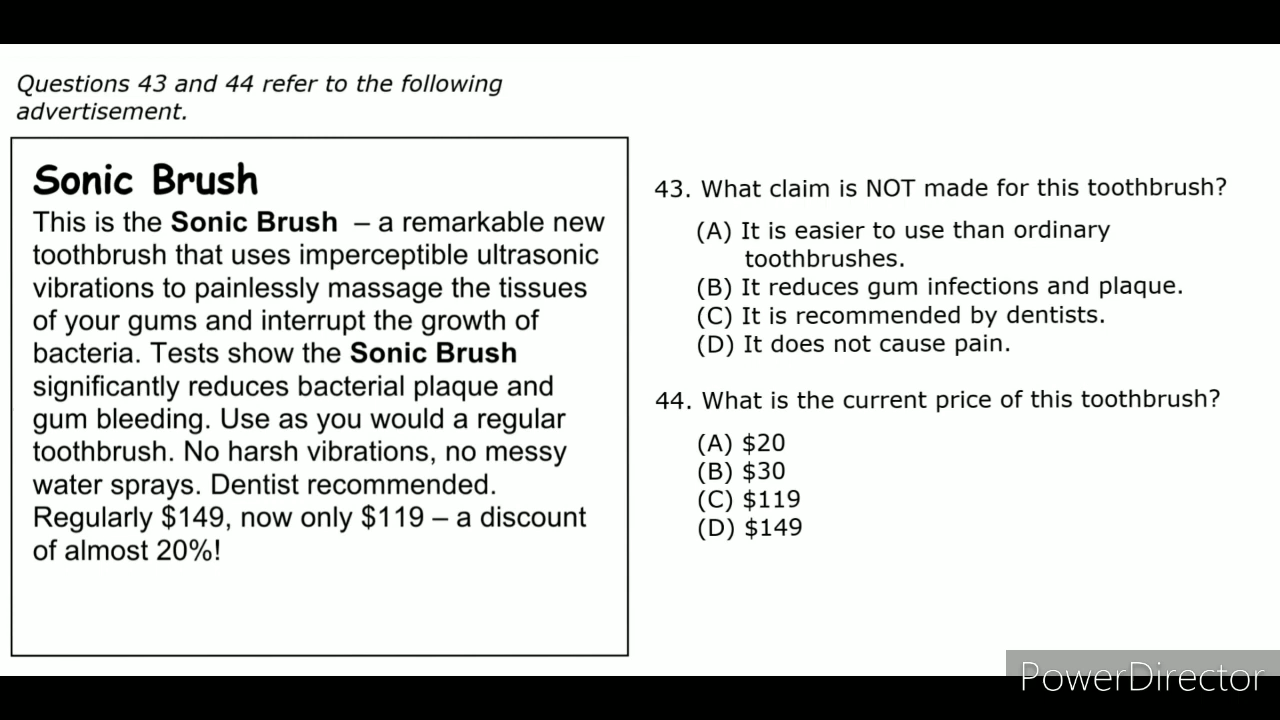 Questions 43 and 44 refer to the following
advertisement.
Sonic Brush
This is the Sonic Brush – a remarkable new
toothbrush that uses imperceptible ultrasonic
vibrations to painlessly massage the tissues
of your gums and interrupt the growth of
bacteria. Tests show the Sonic Brush
significantly reduces bacterial plaque and
gum bleeding. Use as you would a regular
toothbrush. No harsh vibrations, no messy
water sprays. Dentist recommended.
Regularly $149, now only $119 – a discount
of almost 20%!
43. What claim is NOT made for this toothbrush?
(A) It is easier to use than ordinary
toothbrushes.
(B) It reduces gum infections and plaque.
(C) It is recommended by dentists.
(D) It does not cause pain.
44. What is the current price of this toothbrush?
(A) $20
(B) $30
(C) $119
(D) $149
PowerDirector